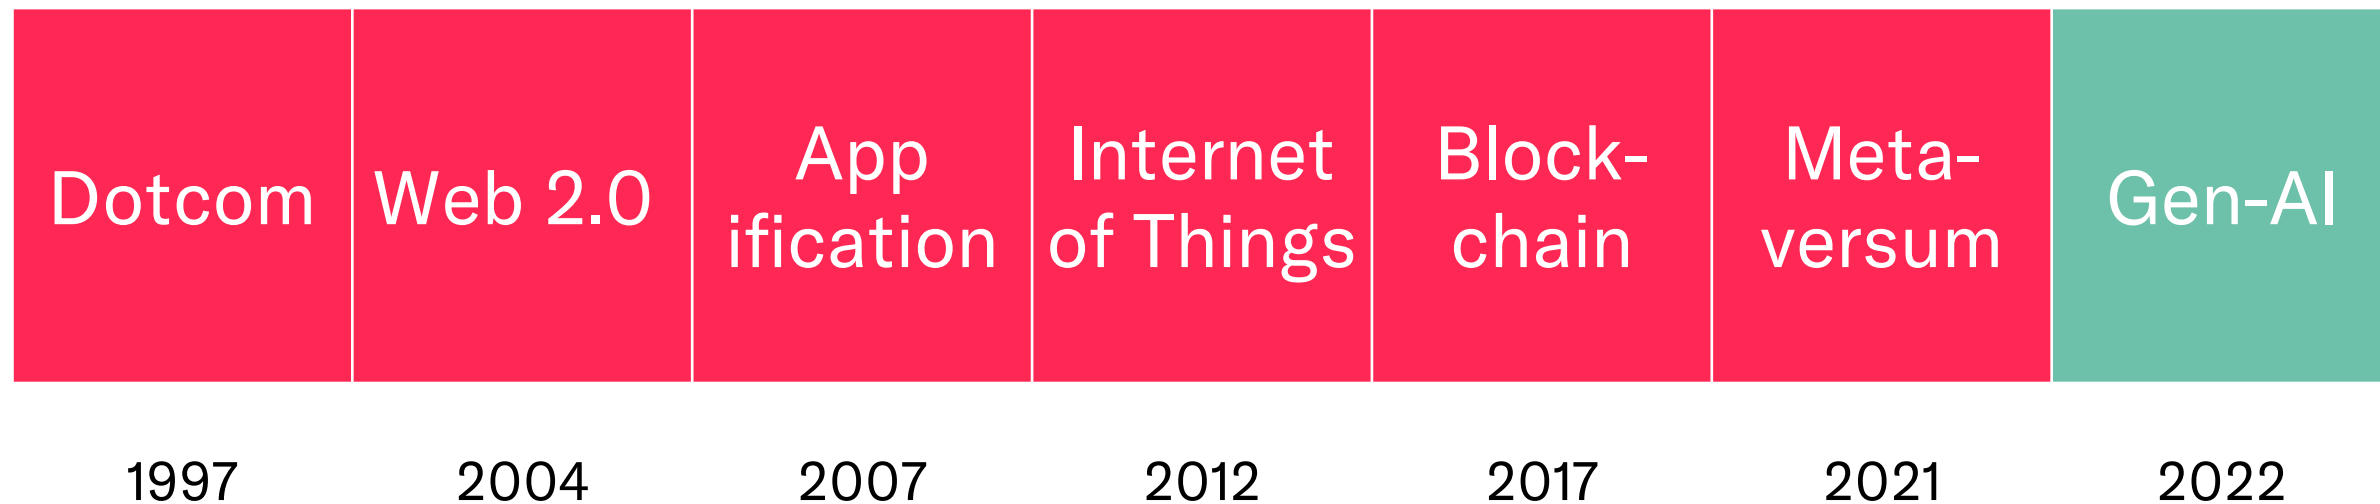 Dotcom
Web 2.0
App
ification
Internet
of Things
Block-
chain
Meta-
versum
Gen-AI
1997
2004
2007
2012
2017
2021
2022